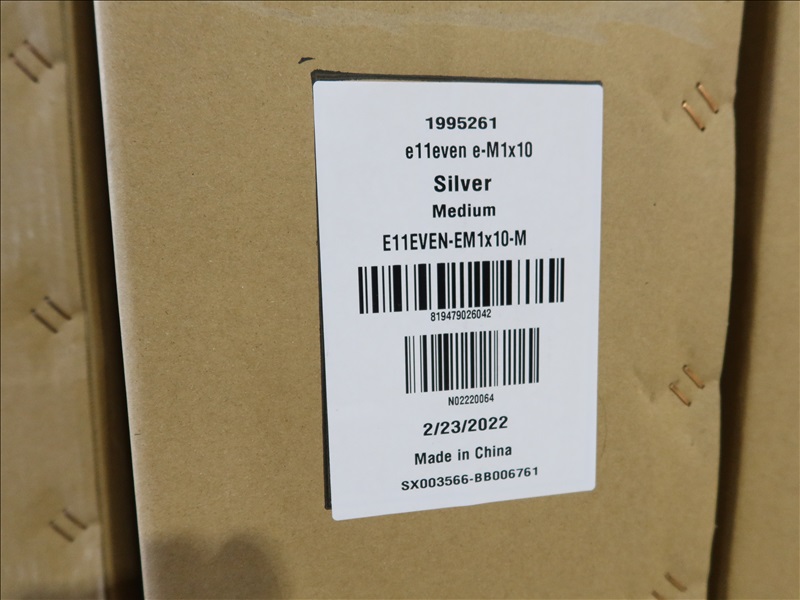 1995261
e11even e-M1x10
Silver
Medium
E11EVEN-EM1x10-M
819479026042
N02220064
2/23/2022
Made in China
SX003566-BB006761